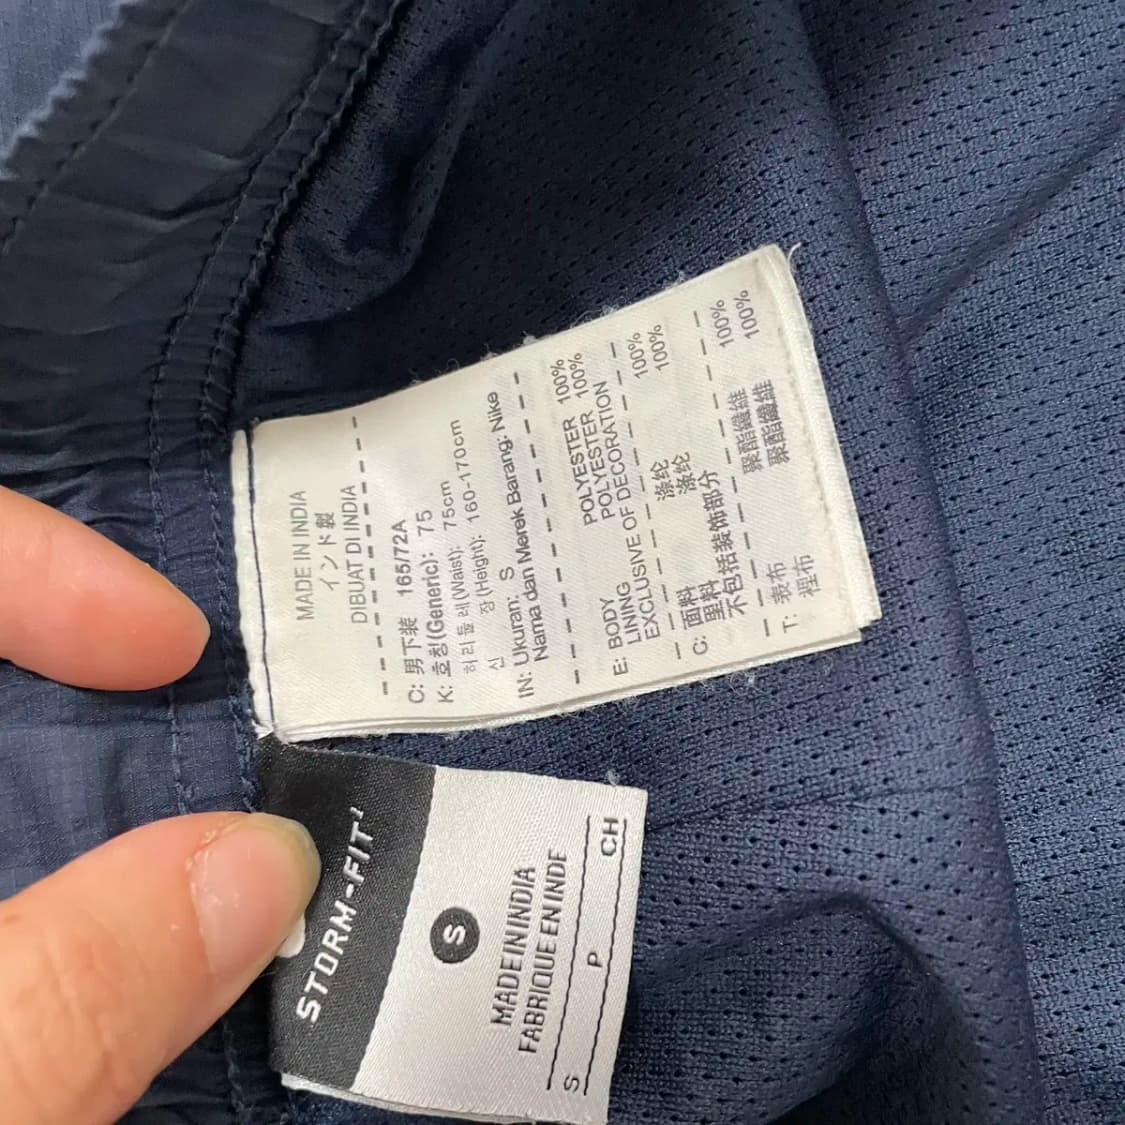 MADE IN INDIA
インド製
DIBUAT DI INDIA
C: 男下装 165/72A
K: 호칭(Generic): 75
허리둘레(Waist): 75cm
신 장(Height): 160-170cm
IN: Ukuran: S
Nama dan Merek Barang: Nike
E: BODY POLYESTER 100%
LINING POLYESTER 100%
EXCLUSIVE OF DECORATION
C: 面料 涤纶 100%
里料 涤纶 100%
不包括装饰部分
T: 表布 聚酯纖維 100%
裡布 聚酯纖維 100%
STORM-FIT
S
MADE IN INDIA
FABRIQUE EN INDE
S P CH